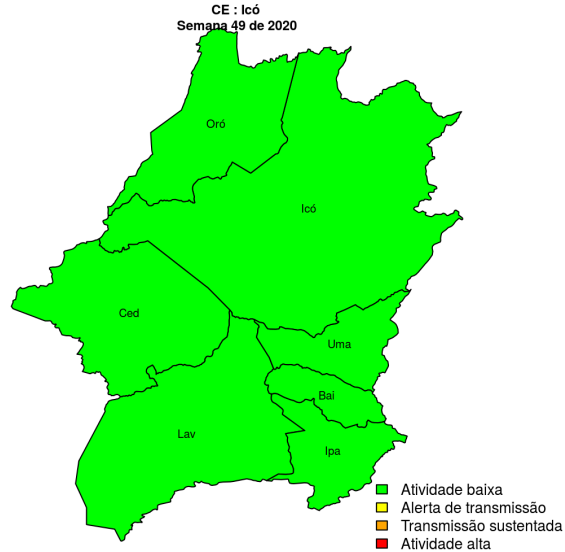 CE : Icó
Semana 49 de 2020
Oró
Icó
Ced
Uma
Bai
Lav
Ipa
Atividade baixa
Alerta de transmissão
Transmissão sustentada
Atividade alta